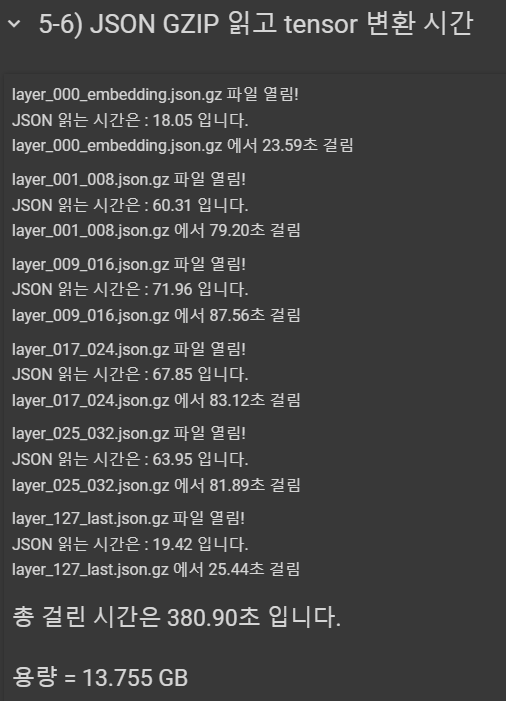 5-6) JSON GZIP 읽고 tensor 변환 시간
layer_000_embedding.json.gz 파일 열림!
JSON 읽는 시간은 : 18.05 입니다.
layer_000_embedding.json.gz 에서 23.59초 걸림
layer_001_008.json.gz 파일 열림!
JSON 읽는 시간은 : 60.31 입니다.
layer_001_008.json.gz 에서 79.20초 걸림
layer_009_016.json.gz 파일 열림!
JSON 읽는 시간은 : 71.96 입니다.
layer_009_016.json.gz 에서 87.56초 걸림
layer_017_024.json.gz 파일 열림!
JSON 읽는 시간은 : 67.85 입니다.
layer_017_024.json.gz 에서 83.12초 걸림
layer_025_032.json.gz 파일 열림!
JSON 읽는 시간은 : 63.95 입니다.
layer_025_032.json.gz 에서 81.89초 걸림
layer_127_last.json.gz 파일 열림!
JSON 읽는 시간은 : 19.42 입니다.
layer_127_last.json.gz 에서 25.44초 걸림
총 걸린 시간은 380.90초 입니다.
용량 = 13.755 GB